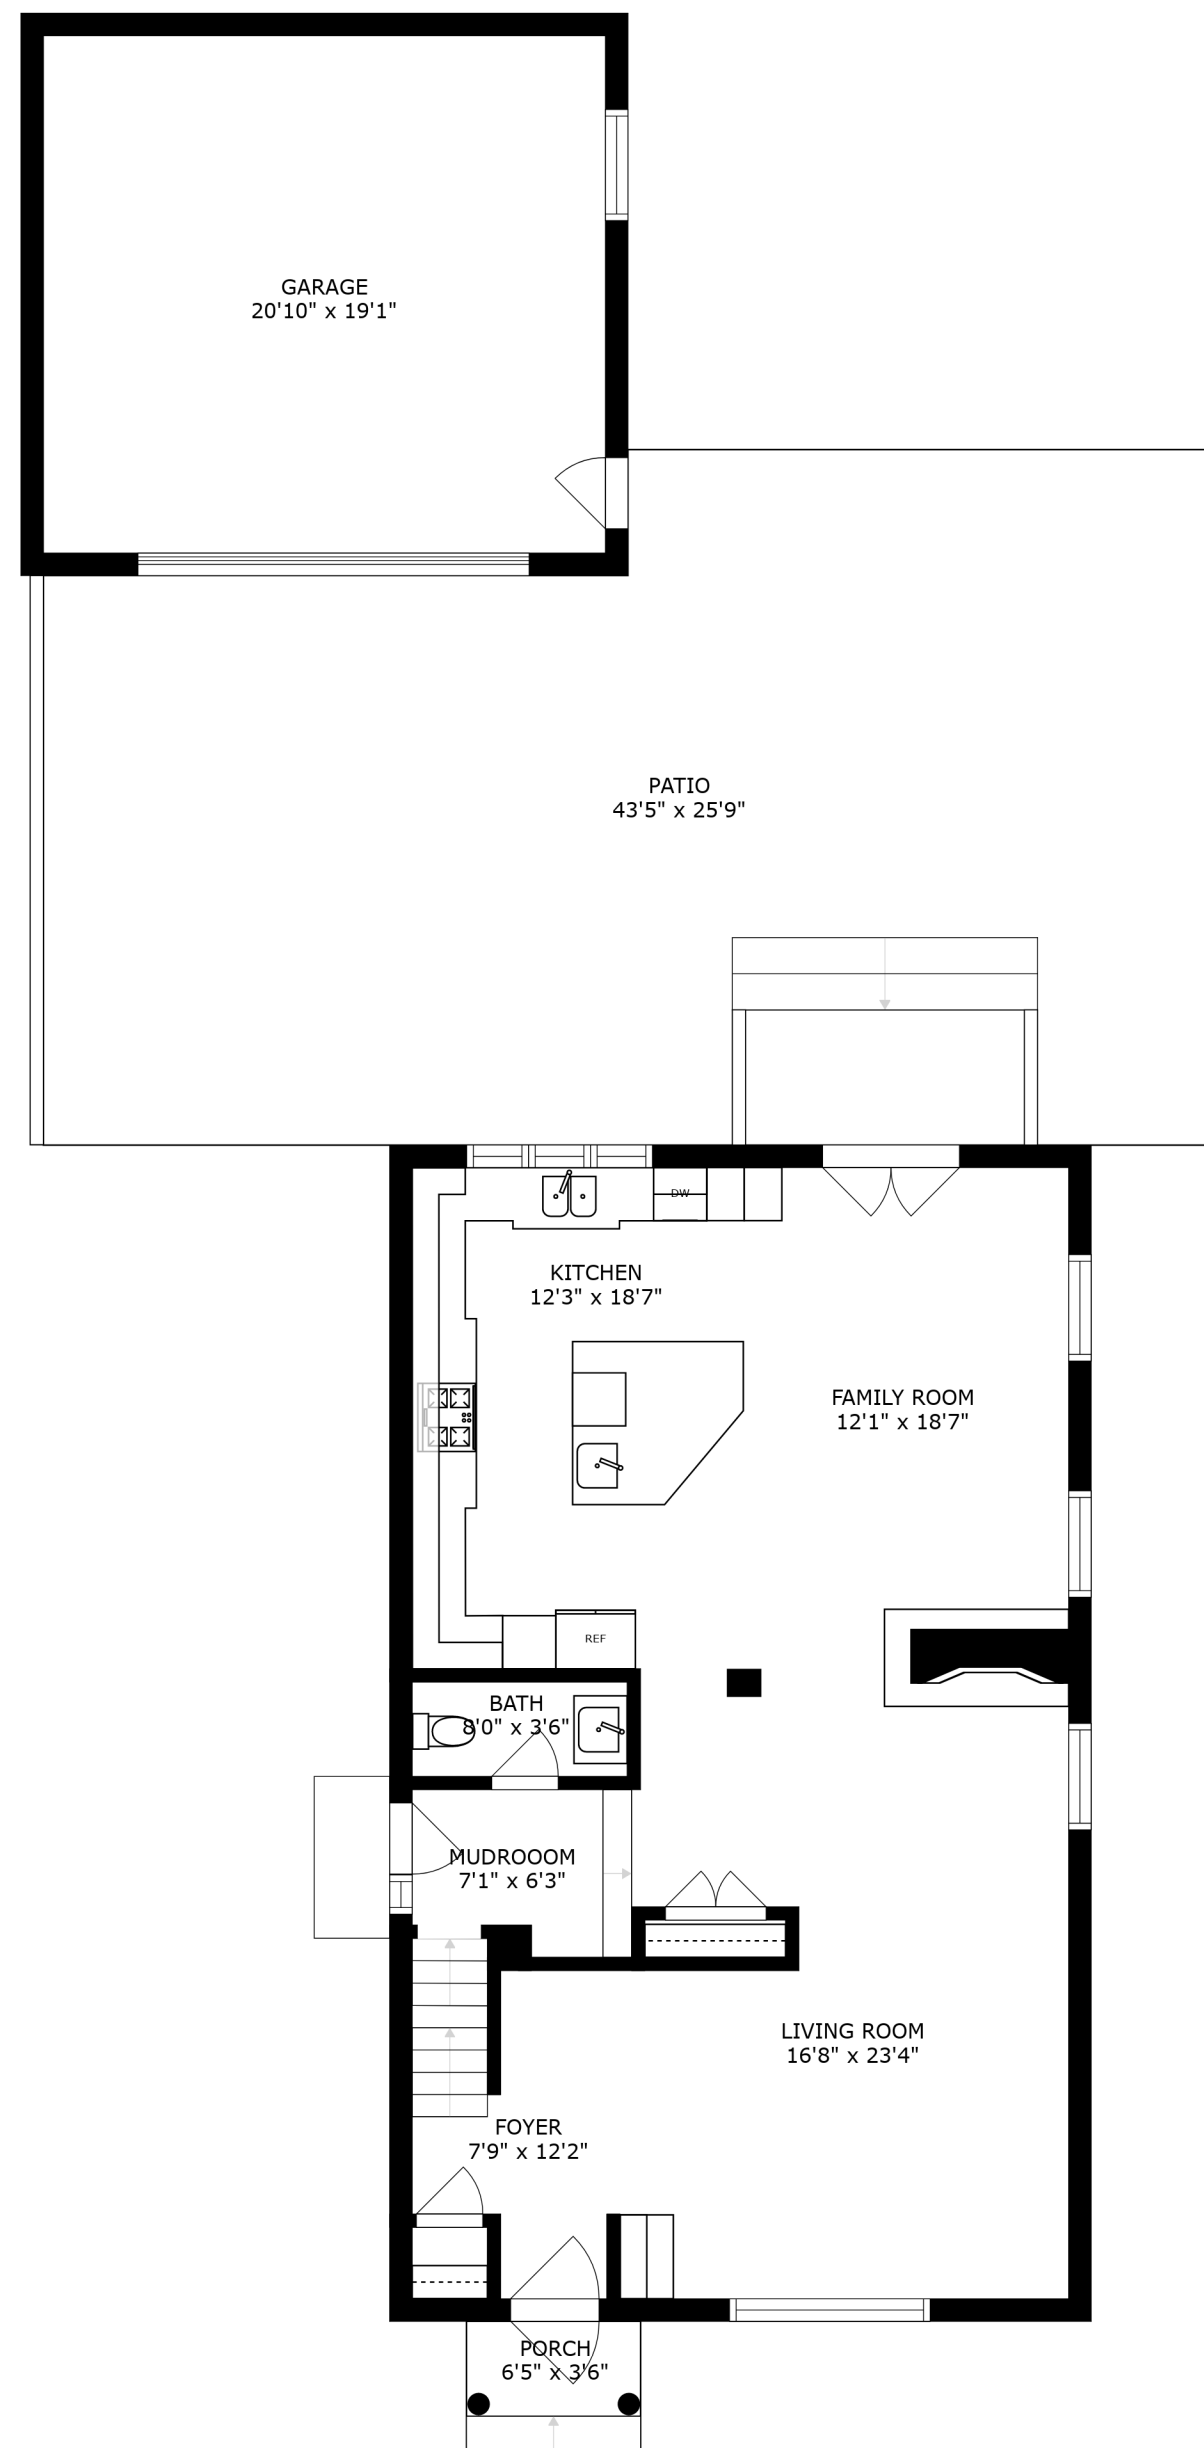 GARAGE
20'10" x 19'1"
PATIO
43'5" x 25'9"
DW
KITCHEN
12'3" x 18'7"
FAMILY ROOM
12'1" x 18'7"
REF
BATH
8'0" x 3'6"
MUDROOOM
7'1" x 6'3"
LIVING ROOM
16'8" x 23'4"
FOYER
7'9" x 12'2"
PORCH
6'5" x 3'6"